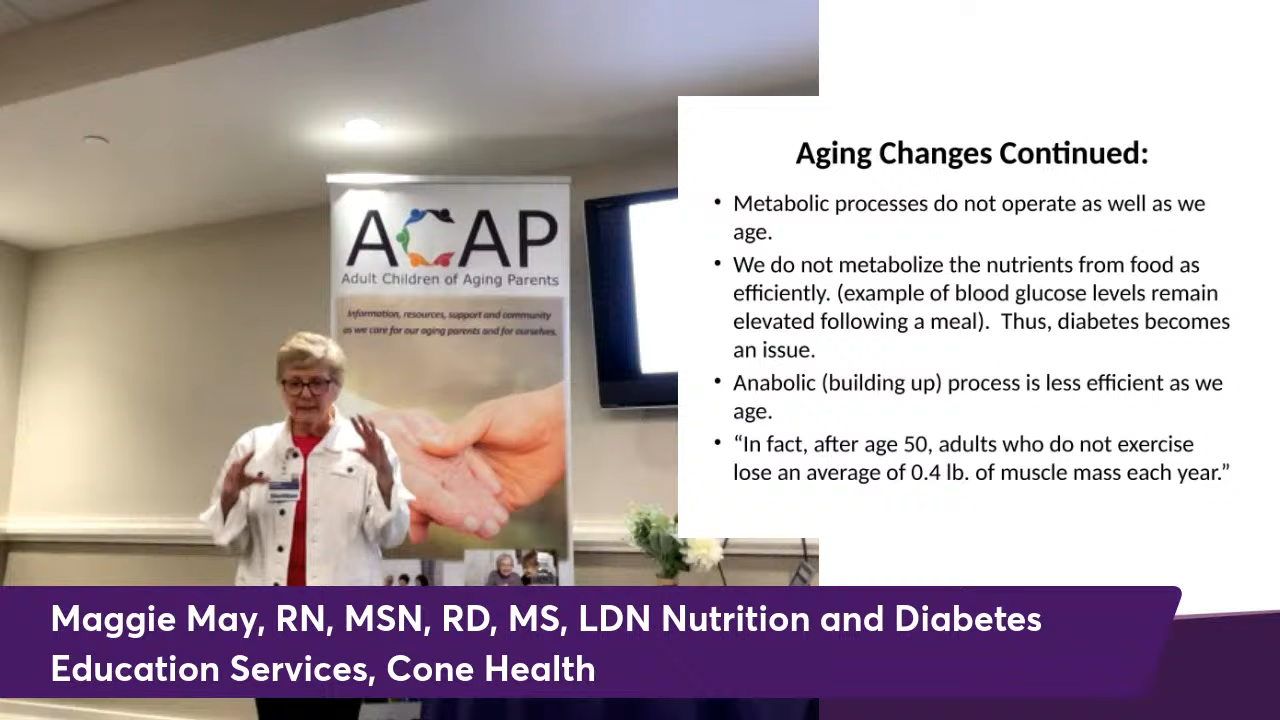 ACAP
Adult Children of Aging Parents
Information, resources, support and community
as we care for our aging parents and for ourselves.
Aging Changes Continued:
• Metabolic processes do not operate as well as we
age.
• We do not metabolize the nutrients from food as
efficiently. (example of blood glucose levels remain
elevated following a meal).  Thus, diabetes becomes
an issue.
• Anabolic (building up) process is less efficient as we
age.
• “In fact, after age 50, adults who do not exercise
lose an average of 0.4 lb. of muscle mass each year.”
Maggie May, RN, MSN, RD, MS, LDN Nutrition and Diabetes
Education Services, Cone Health